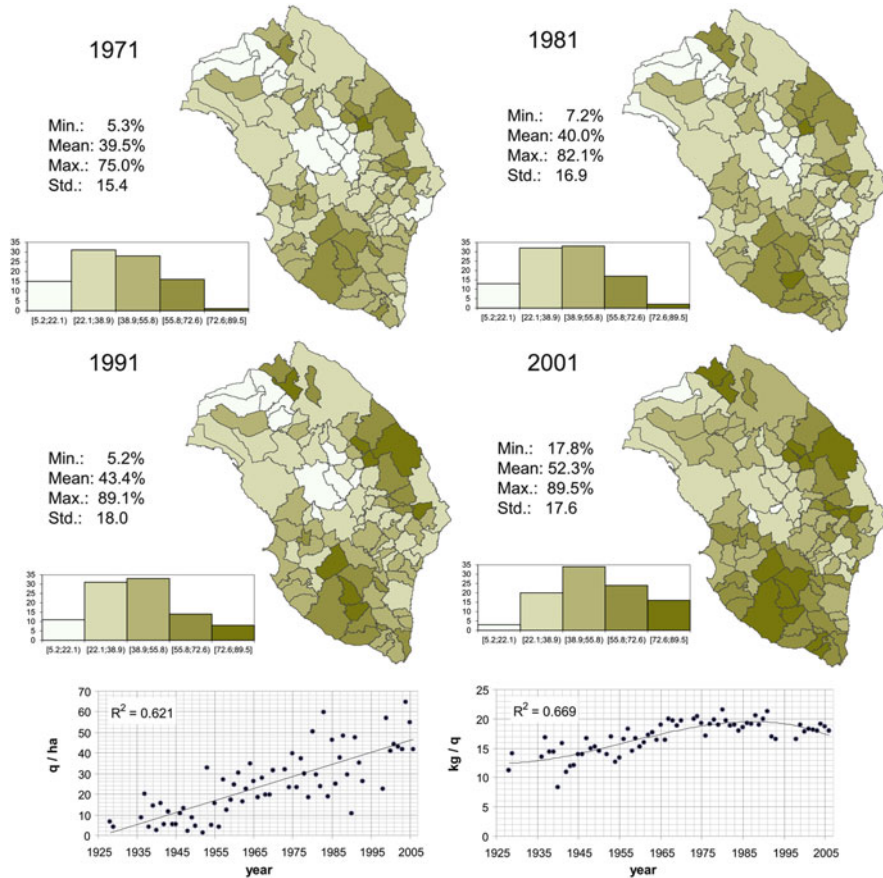 1971
Min.: 5.3%
Mean: 39.5%
Max.: 75.0%
Std.: 15.4
35
30
25
20
15
10
5
0
[5.2;22.1) [22.1;38.9) [38.9;55.8) [55.8;72.6) [72.6;89.5]
1981
Min.: 7.2%
Mean: 40.0%
Max.: 82.1%
Std.: 16.9
35
30
25
20
15
10
5
0
[5.2;22.1) [22.1;38.9) [38.9;55.8) [55.8;72.6) [72.6;89.5]
1991
Min.: 5.2%
Mean: 43.4%
Max.: 89.1%
Std.: 18.0
35
30
25
20
15
10
5
0
[5.2;22.1) [22.1;38.9) [38.9;55.8) [55.8;72.6) [72.6;89.5]
2001
Min.: 17.8%
Mean: 52.3%
Max.: 89.5%
Std.: 17.6
35
30
25
20
15
10
5
0
[5.2;22.1) [22.1;38.9) [38.9;55.8) [55.8;72.6) [72.6;89.5]
R² = 0.621
q / ha
70
60
50
40
30
20
10
0
1925 1935 1945 1955 1965 1975 1985 1995 2005
year
R² = 0.669
kg / q
25
20
15
10
5
0
1925 1935 1945 1955 1965 1975 1985 1995 2005
year